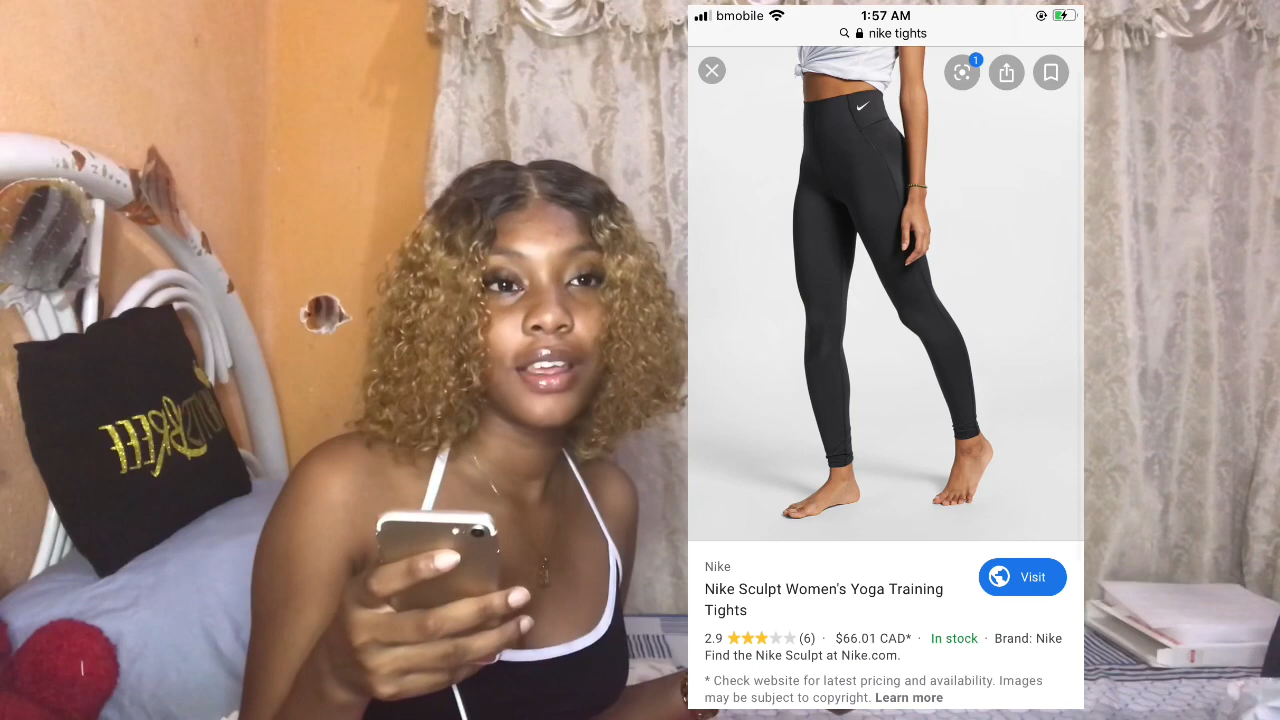 bmobile
1:57 AM
nike tights
1
Nike
Nike Sculpt Women's Yoga Training
Tights
Visit
2.9 (6) · $66.01 CAD* · In stock · Brand: Nike
Find the Nike Sculpt at Nike.com.
* Check website for latest pricing and availability. Images
may be subject to copyright. Learn more